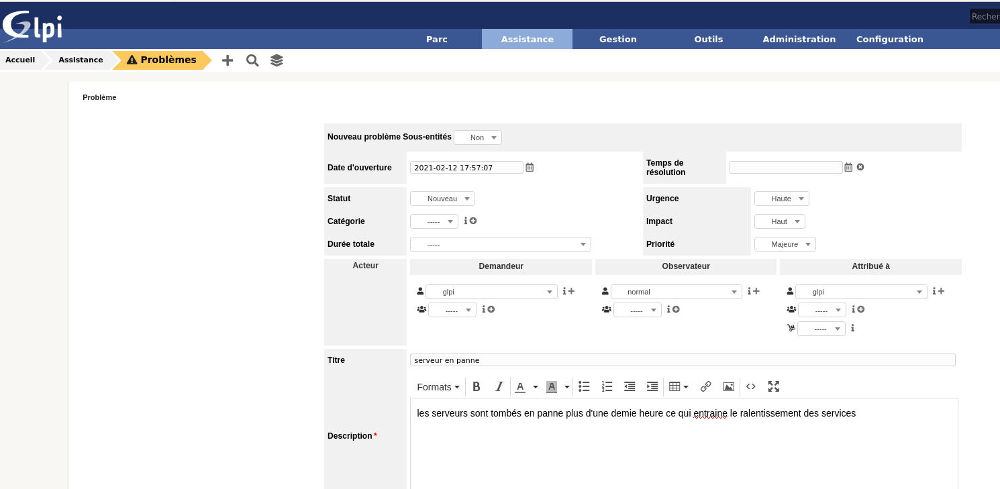 Glpi
Recher
Parc Assistance Gestion Outils Administration Configuration
Accueil Assistance Problèmes
Problème
Nouveau problème Sous-entités Non
Date d'ouverture 2021-02-12 17:57:07 Temps de
résolution
Statut Nouveau Urgence Haute
Catégorie ----- Impact Haut
Durée totale ----- Priorité Majeure
Acteur Demandeur Observateur Attribué à
glpi normal glpi
----- ----- -----
-----
Titre serveur en panne
Formats B I A A
les serveurs sont tombés en panne plus d'une demie heure ce qui entraine le ralentissement des services
Description *